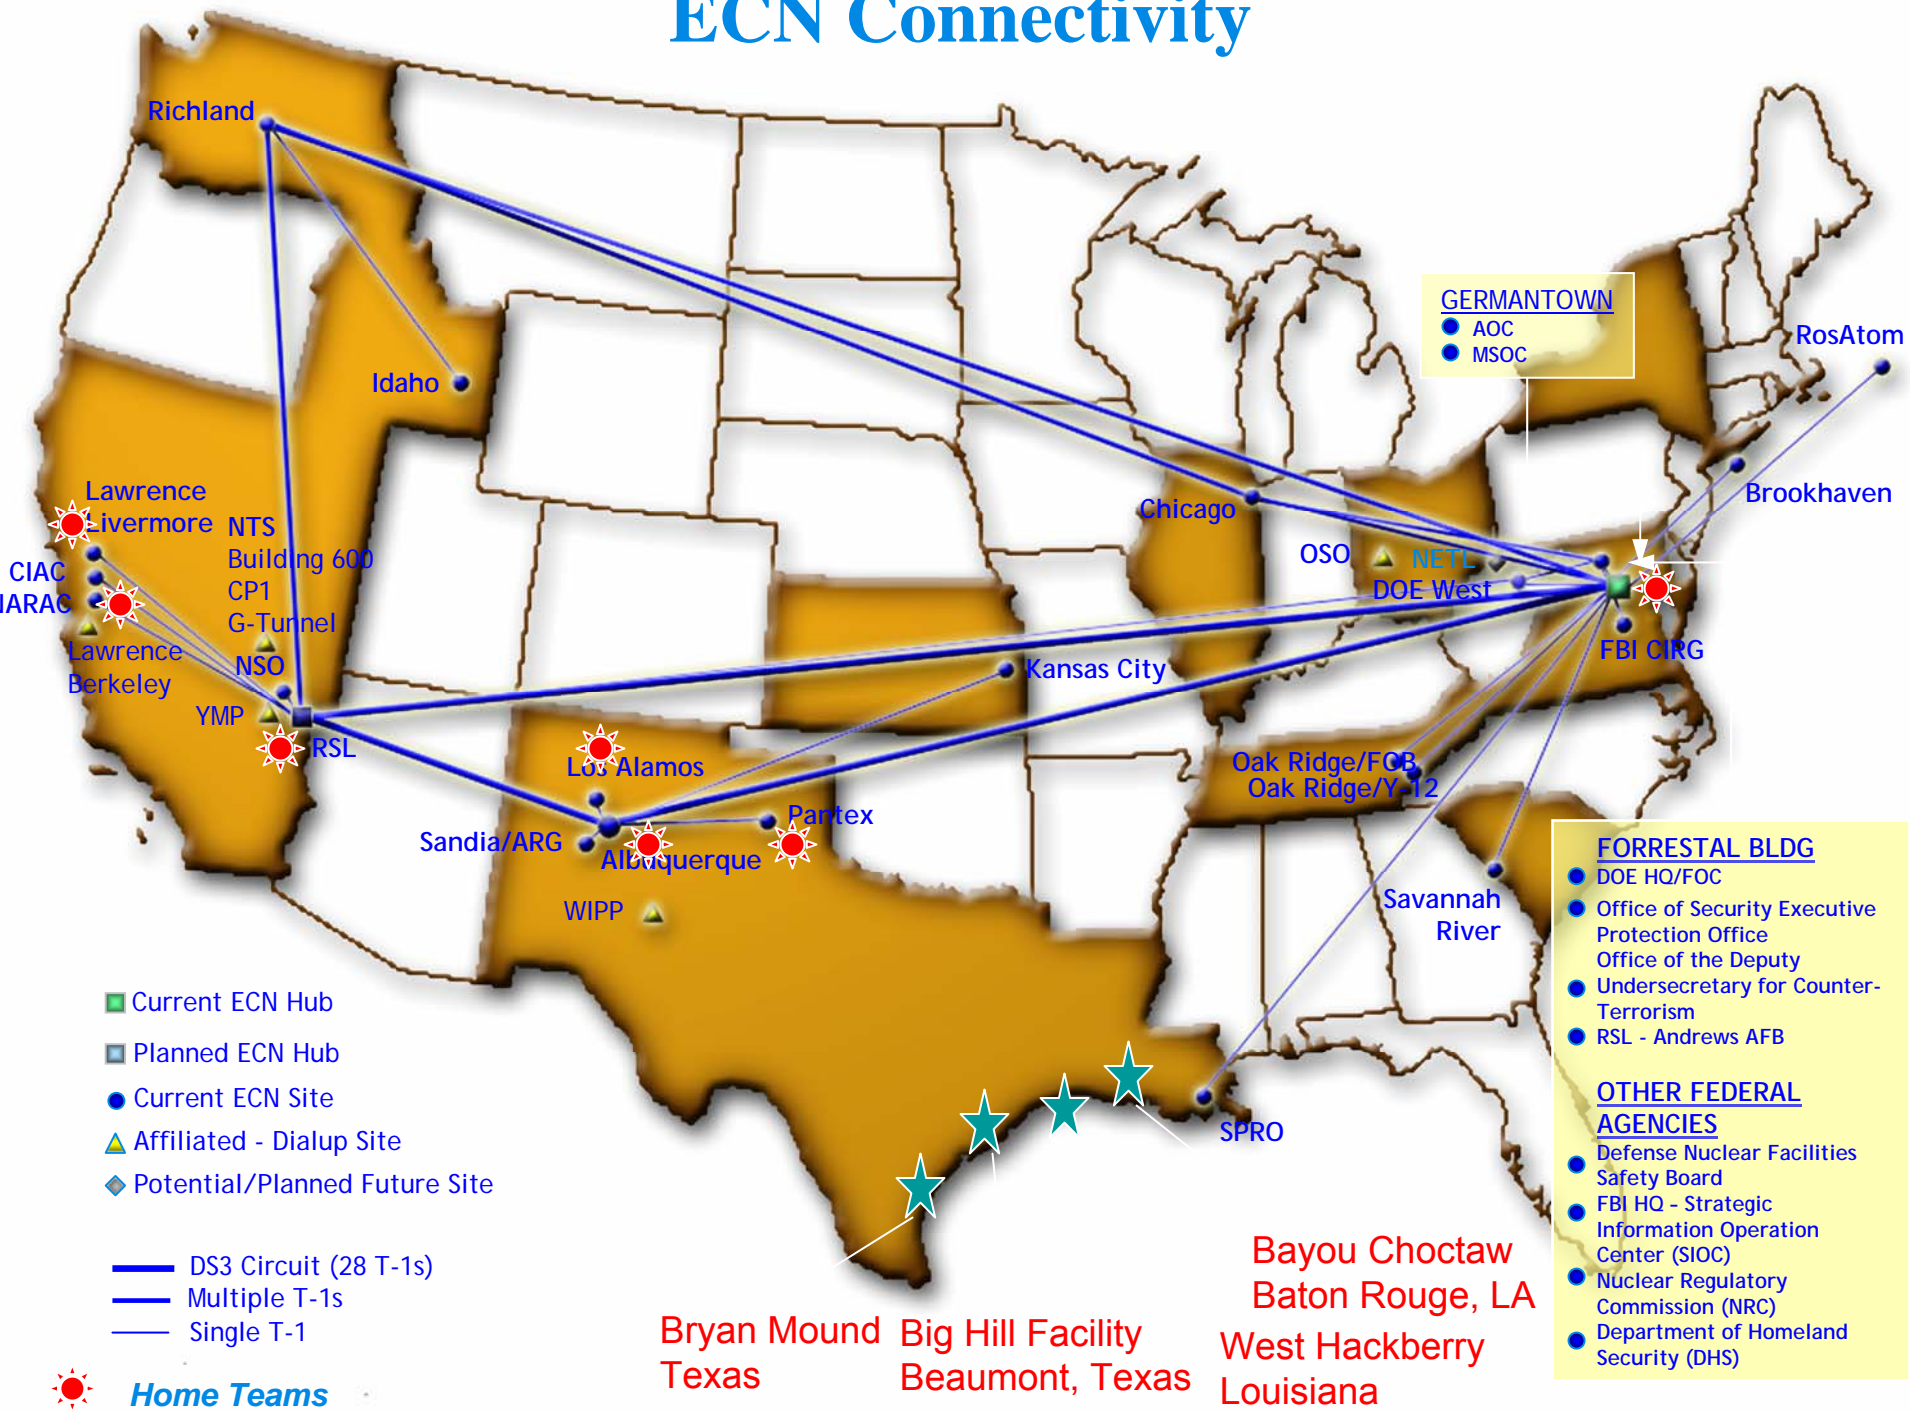 ECN Connectivity
Richland
Idaho
GERMANTOWN
AOC
MSOC
RosAtom
Brookhaven
Chicago
OSO
NETL
DOE West
FBI CIRG
Lawrence
Livermore
NTS
Building 600
CP1
G-Tunnel
CIAC
NARAC
Lawrence
Berkeley
NSO
YMP
RSL
Kansas City
Los Alamos
Pantex
Sandia/ARG
Albuquerque
WIPP
Oak Ridge/FOB
Oak Ridge/Y-12
Savannah
River
SPRO
FORRESTAL BLDG
DOE HQ/FOC
Office of Security Executive
Protection Office
Office of the Deputy
Undersecretary for Counter-
Terrorism
RSL - Andrews AFB
OTHER FEDERAL
AGENCIES
Defense Nuclear Facilities
Safety Board
FBI HQ - Strategic
Information Operation
Center (SIOC)
Nuclear Regulatory
Commission (NRC)
Department of Homeland
Security (DHS)
Current ECN Hub
Planned ECN Hub
Current ECN Site
Affiliated - Dialup Site
Potential/Planned Future Site
DS3 Circuit (28 T-1s)
Multiple T-1s
Single T-1
Home Teams
Bryan Mound
Texas
Big Hill Facility
Beaumont, Texas
Bayou Choctaw
Baton Rouge, LA
West Hackberry
Louisiana